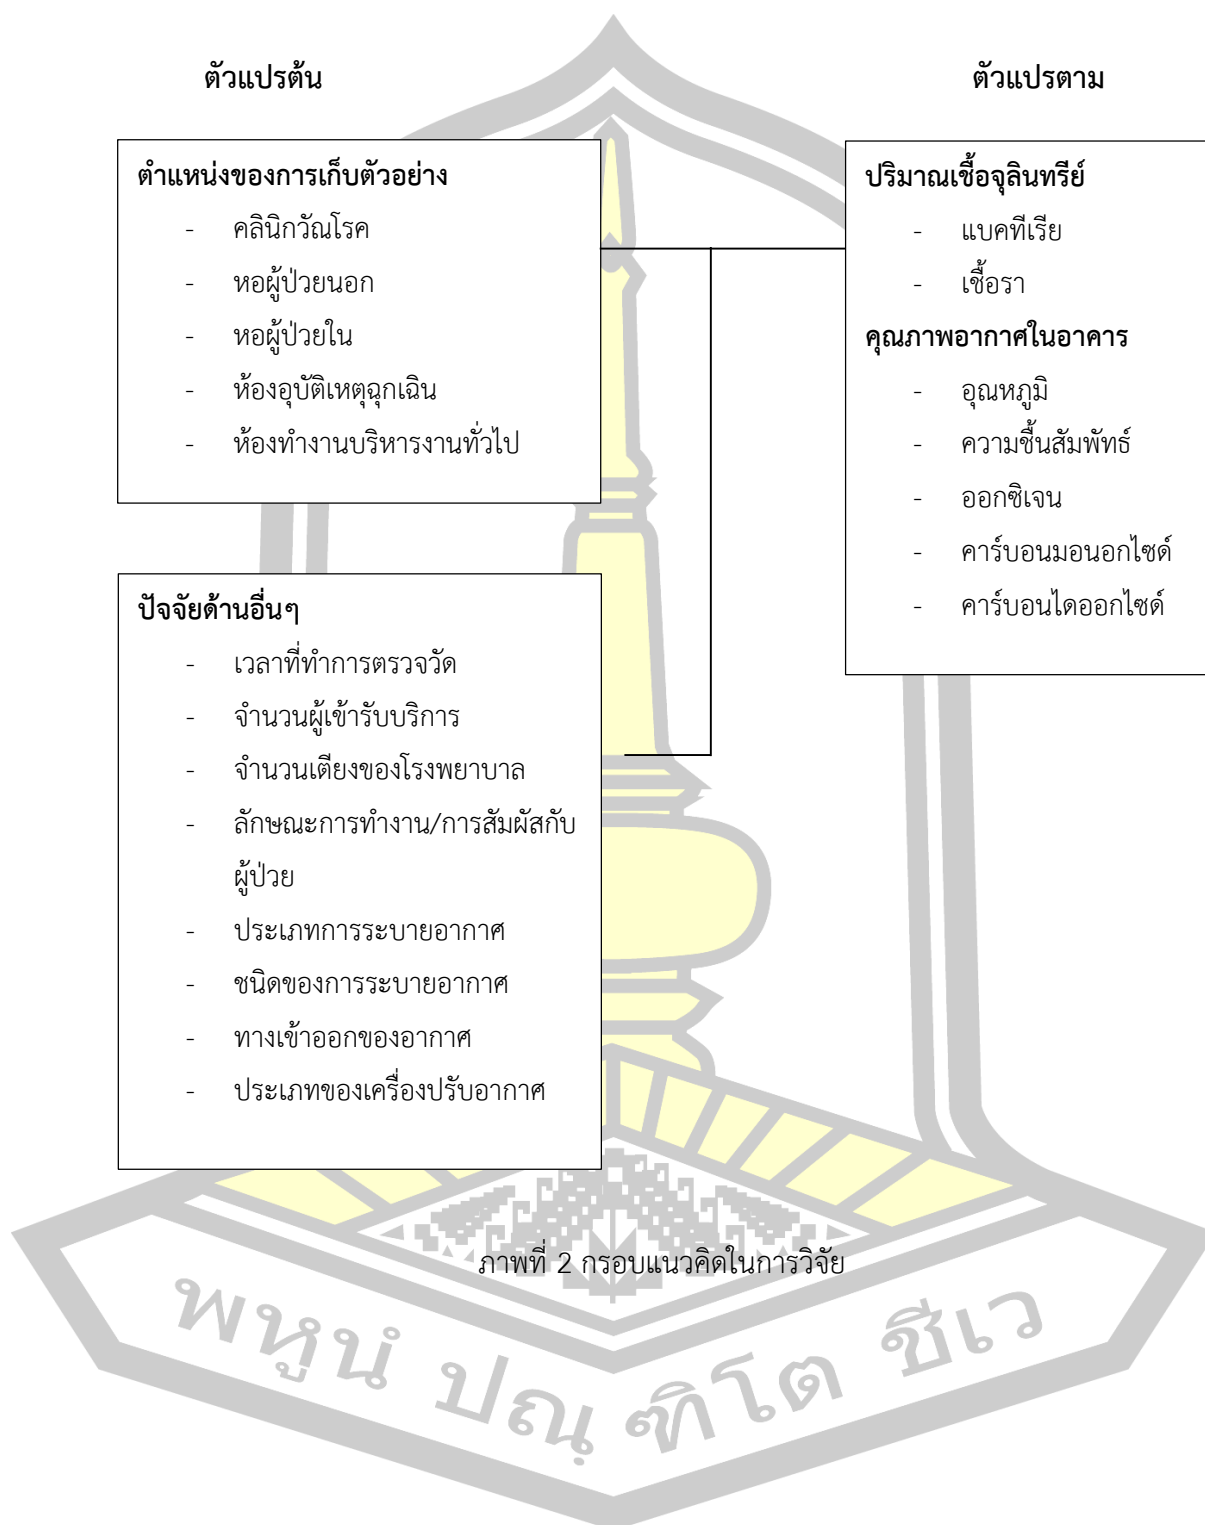 ตัวแปรต้น
ตัวแปรตาม
ตำแหน่งของการเก็บตัวอย่าง
- คลินิกวัณโรค
- หอผู้ป่วยนอก
- หอผู้ป่วยใน
- ห้องอุบัติเหตุฉุกเฉิน
- ห้องทำงานบริหารงานทั่วไป
ปัจจัยด้านอื่นๆ
- เวลาที่ทำการตรวจวัด
- จำนวนผู้เข้ารับบริการ
- จำนวนเตียงของโรงพยาบาล
- ลักษณะการทำงาน/การสัมผัสกับ
ผู้ป่วย
- ประเภทการระบายอากาศ
- ชนิดของการระบายอากาศ
- ทางเข้าออกของอากาศ
- ประเภทของเครื่องปรับอากาศ
ปริมาณเชื้อจุลินทรีย์
- แบคทีเรีย
- เชื้อรา
คุณภาพอากาศในอาคาร
- อุณหภูมิ
- ความชื้นสัมพัทธ์
- ออกซิเจน
- คาร์บอนมอนอกไซด์
- คาร์บอนไดออกไซด์
ภาพที่ 2 กรอบแนวคิดในการวิจัย
พหูนํ ปณฺฑิโต ชีเว